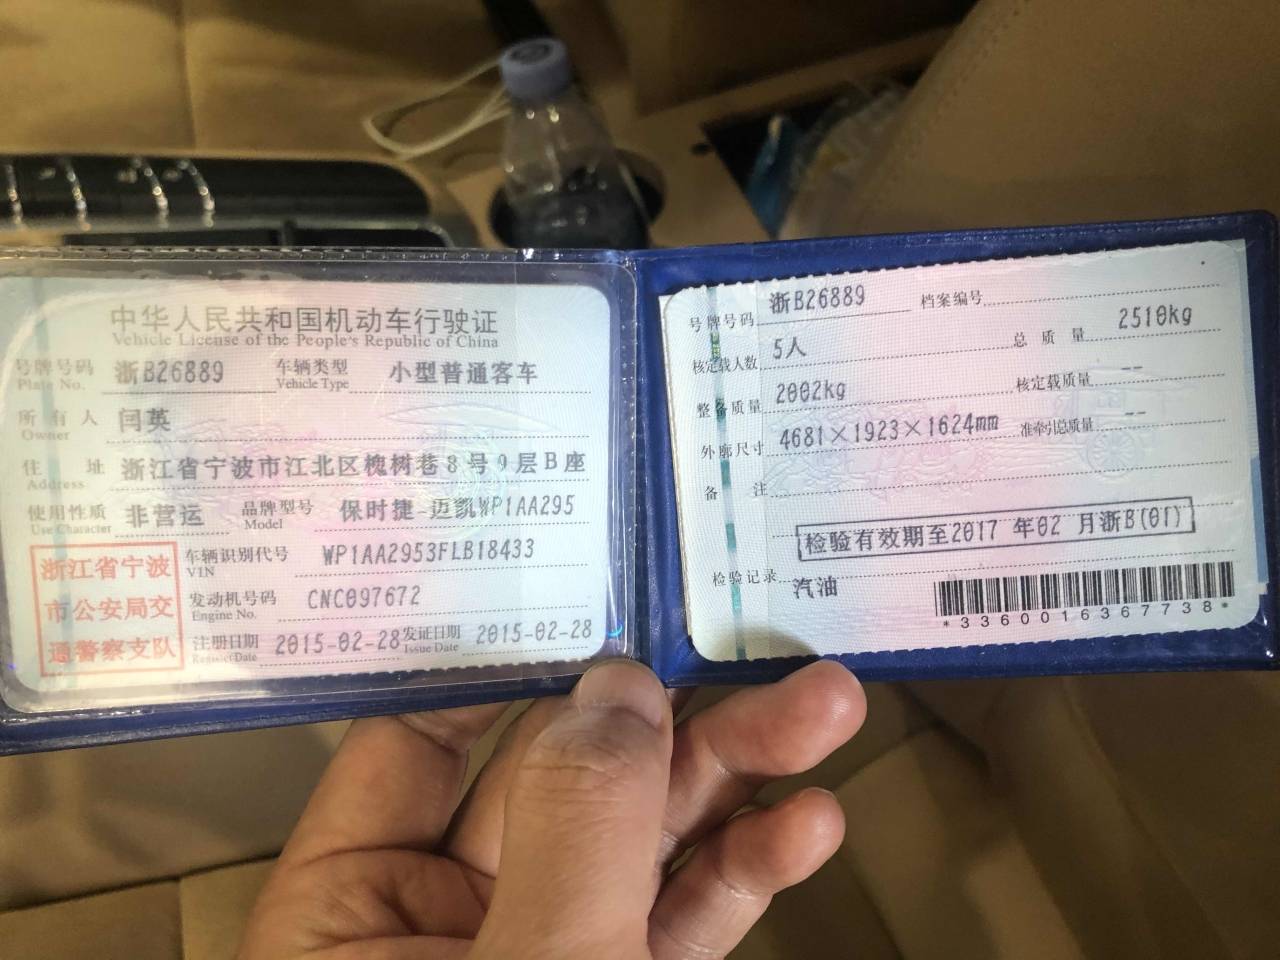 中华人民共和国机动车行驶证
Vehicle License of the People's Republic of China
号牌号码 浙B26889 车辆类型 小型普通客车
Plate No. Vehicle Type
所有人 闫英
Owner
住址 浙江省宁波市江北区槐树巷8号9层B座
Address
使用性质 非营运 品牌型号 保时捷 迈凯WP1AA295
Use Character Model
浙江省宁波
市公安局交
通警察支队
车辆识别代号 WP1AA2953FLB18433
VIN
发动机号码 CNC097672
Engine No.
注册日期 2015-02-28 发证日期 2015-02-28
Register Date Issue Date
号牌号码 浙B26889 档案编号
核定载人数 5人 总质量 2510kg
整备质量 2002kg 核定载质量 --
外廓尺寸 4681×1923×1624mm 准牵引总质量 --
备注
检验有效期至2017年02月浙B(01)
检验记录 汽油
*3360016367738*